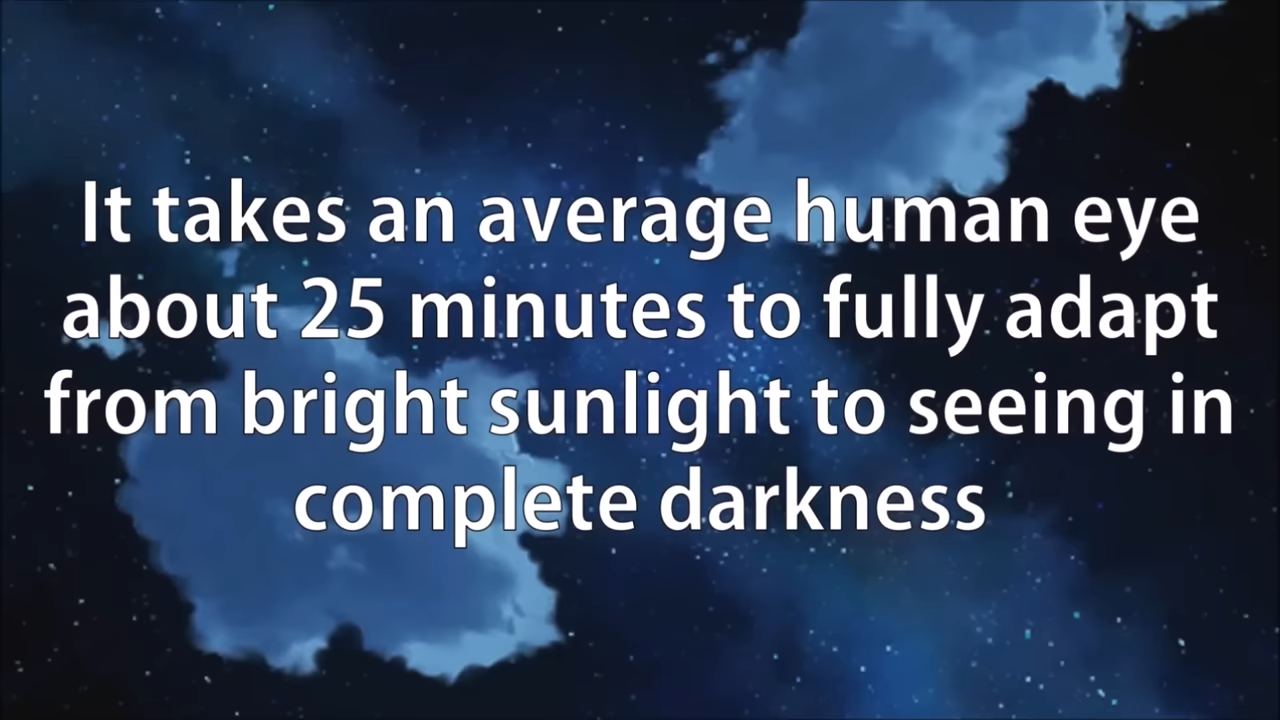 It takes an average human eye
about 25 minutes to fully adapt
from bright sunlight to seeing in
complete darkness